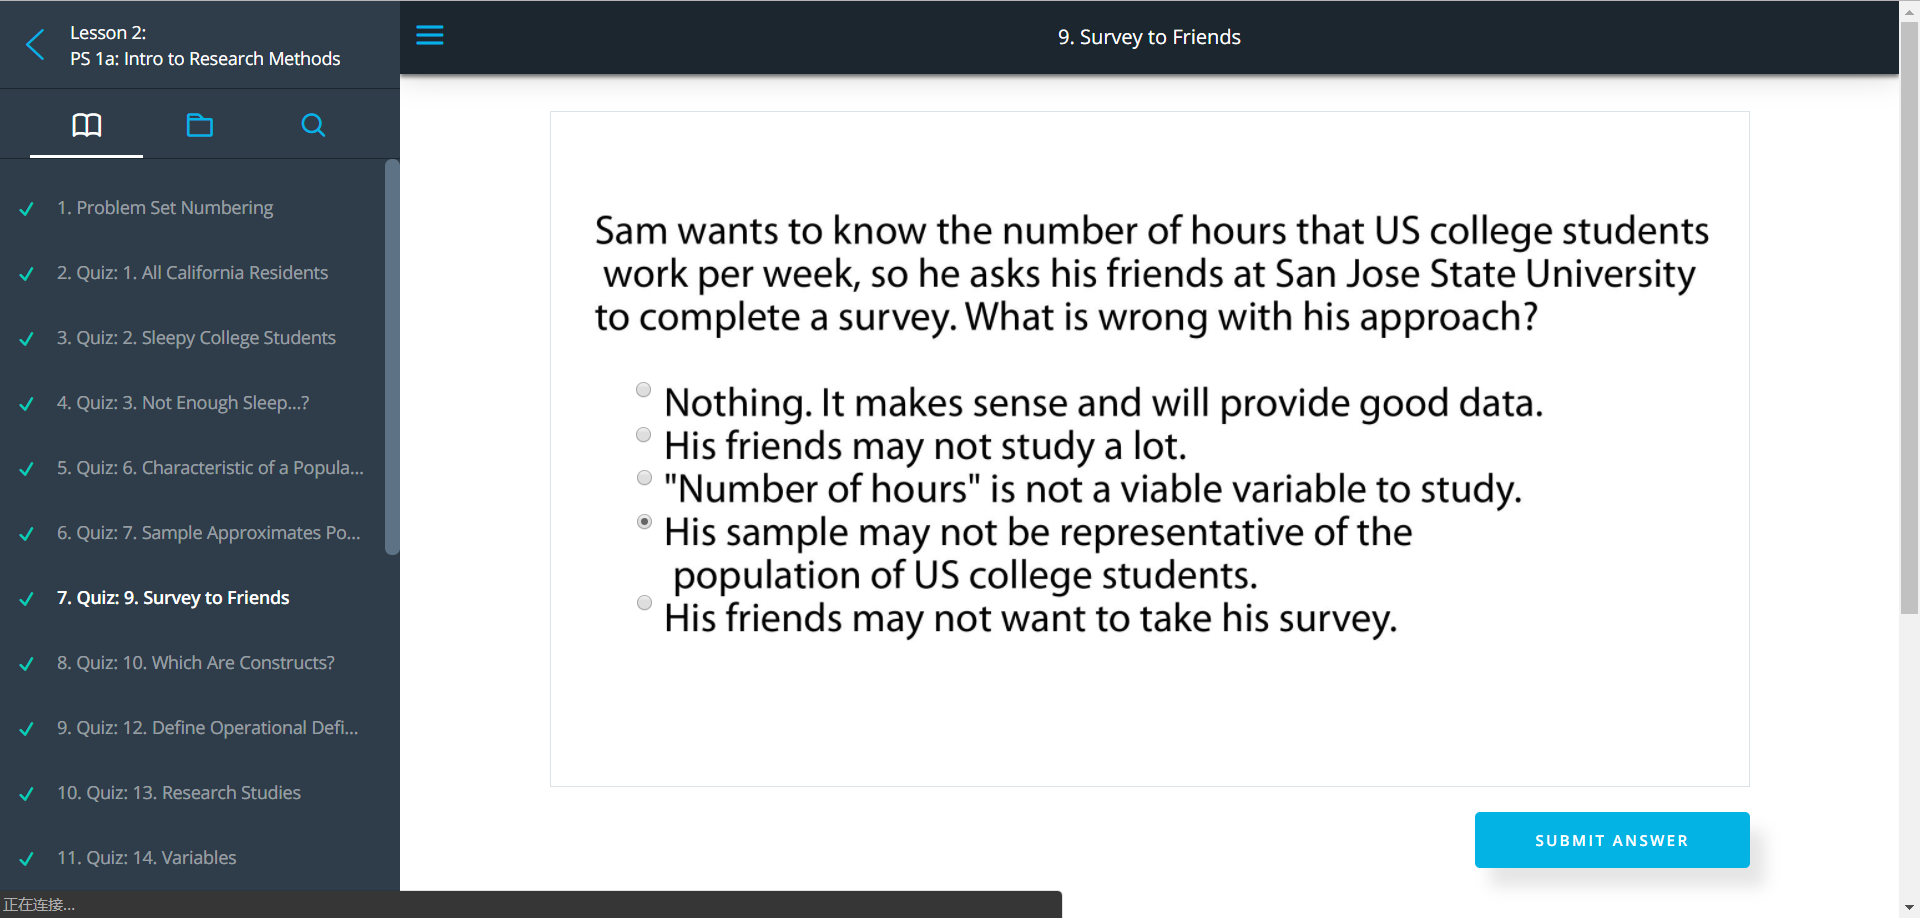 Lesson 2:
PS 1a: Intro to Research Methods
1. Problem Set Numbering
2. Quiz: 1. All California Residents
3. Quiz: 2. Sleepy College Students
4. Quiz: 3. Not Enough Sleep...?
5. Quiz: 6. Characteristic of a Popula...
6. Quiz: 7. Sample Approximates Po...
7. Quiz: 9. Survey to Friends
8. Quiz: 10. Which Are Constructs?
9. Quiz: 12. Define Operational Defi...
10. Quiz: 13. Research Studies
11. Quiz: 14. Variables
正在连接...
9. Survey to Friends
Sam wants to know the number of hours that US college students
work per week, so he asks his friends at San Jose State University
to complete a survey. What is wrong with his approach?
Nothing. It makes sense and will provide good data.
His friends may not study a lot.
"Number of hours" is not a viable variable to study.
His sample may not be representative of the
population of US college students.
His friends may not want to take his survey.
SUBMIT ANSWER